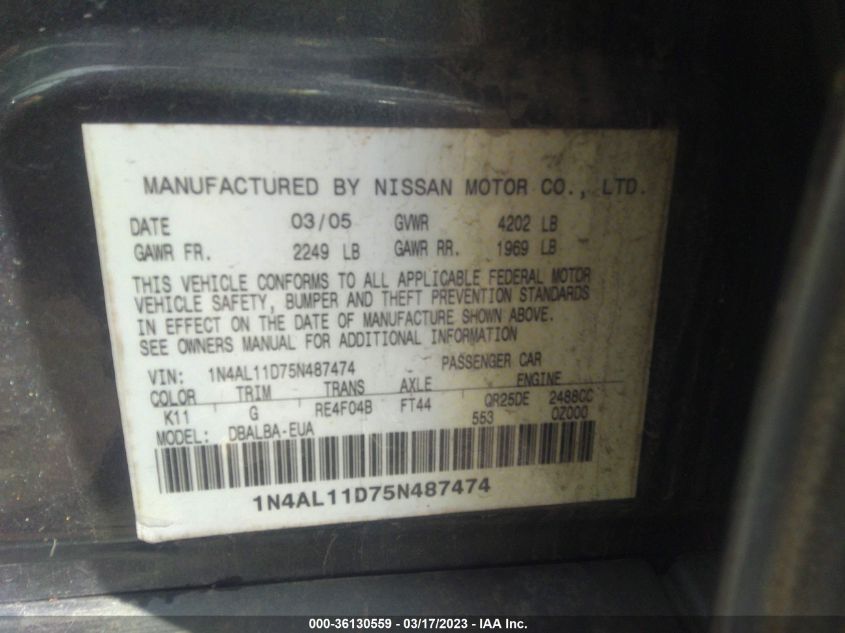 MANUFACTURED BY NISSAN MOTOR CO., LTD.
DATE 03/05 GVWR 4202 LB
GAWR FR. 2249 LB GAWR RR. 1969 LB
THIS VEHICLE CONFORMS TO ALL APPLICABLE FEDERAL MOTOR
VEHICLE SAFETY, BUMPER AND THEFT PREVENTION STANDARDS
IN EFFECT ON THE DATE OF MANUFACTURE SHOWN ABOVE.
SEE OWNERS MANUAL FOR ADDITIONAL INFORMATION
VIN: 1N4AL11D75N487474 PASSENGER CAR
COLOR TRIM TRANS AXLE ENGINE
K11 G RE4F04B FT44 QR25DE 2488CC
MODEL: DBALBA-EUA 553 0Z000
1N4AL11D75N487474
000-36130559 - 03/17/2023 - IAA Inc.